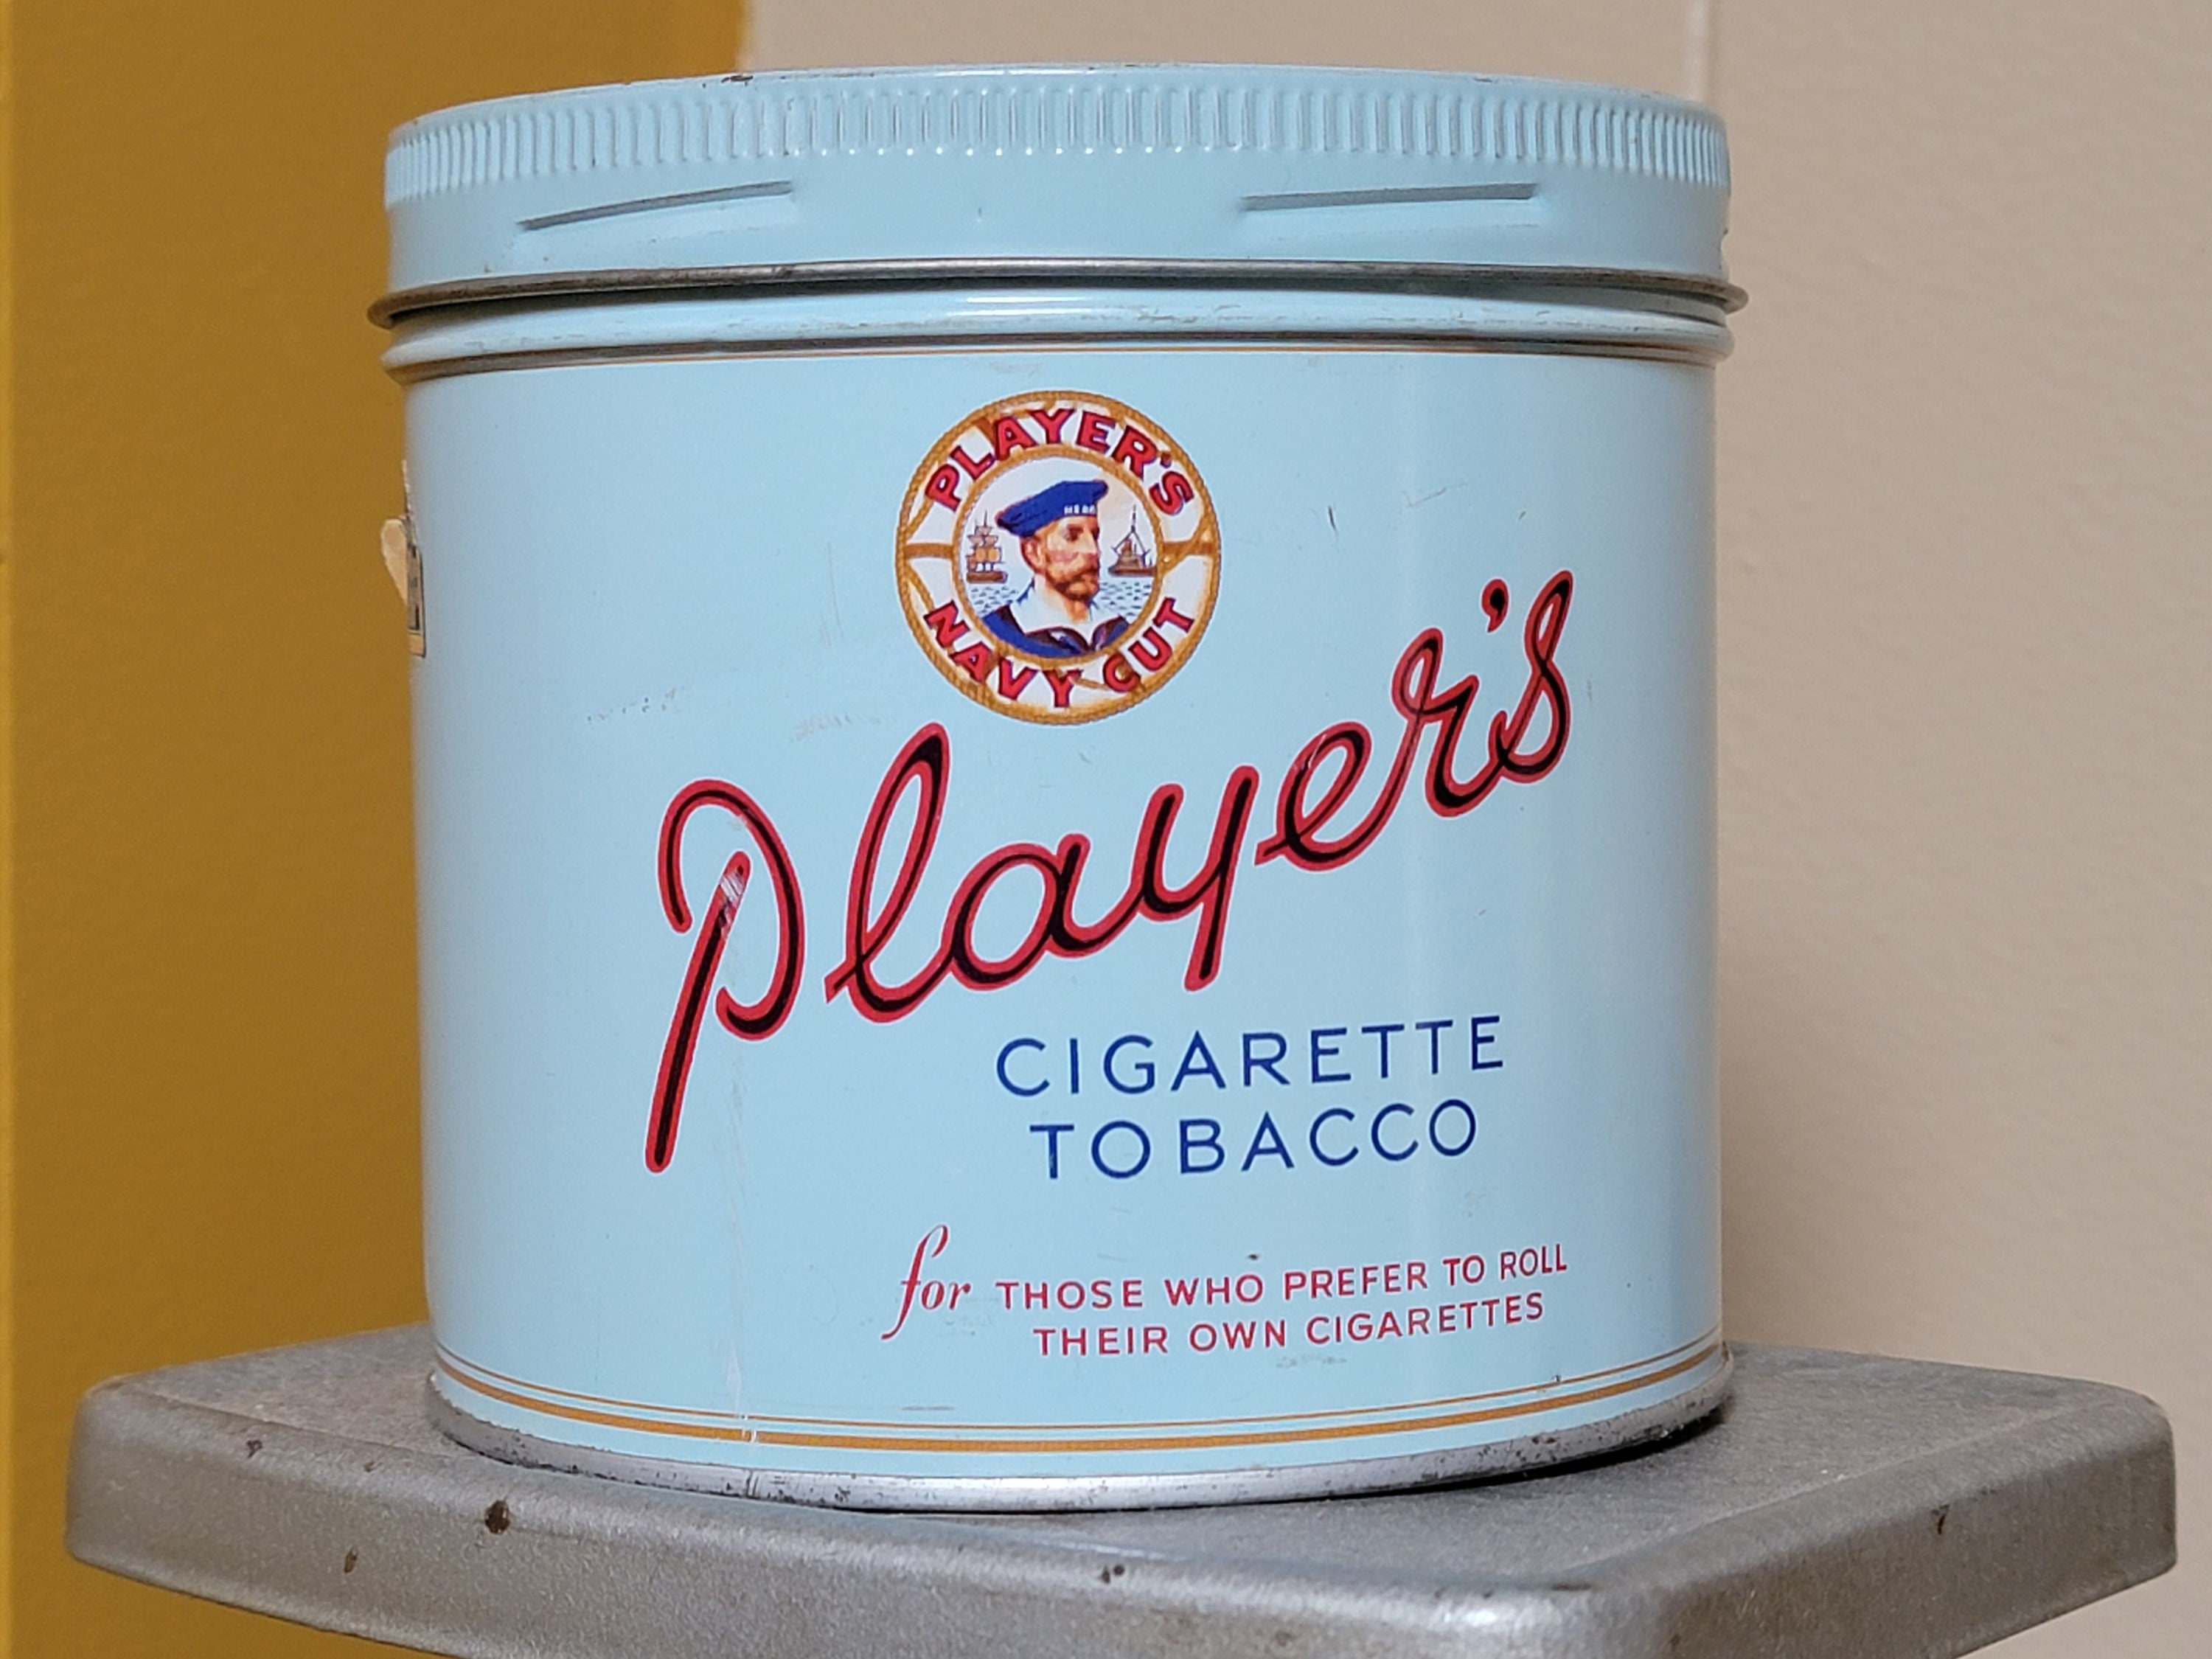 PLAYER'S
NAVY CUT
Player's
CIGARETTE
TOBACCO
for THOSE WHO PREFER TO ROLL
THEIR OWN CIGARETTES